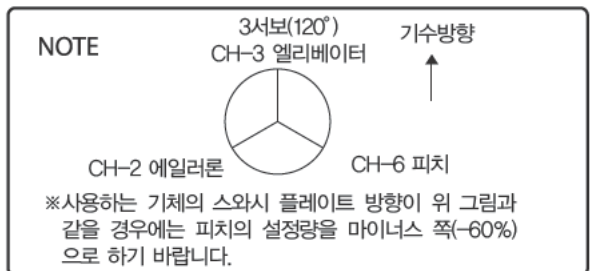 NOTE
3서보(120°)
CH-3 엘리베이터
기수방향
CH-2 에일러론
CH-6 피치
※사용하는 기체의 스와시 플레이트 방향이 위 그림과
같을 경우에는 피치의 설정량을 마이너스 쪽(-60%)
으로 하기 바랍니다.